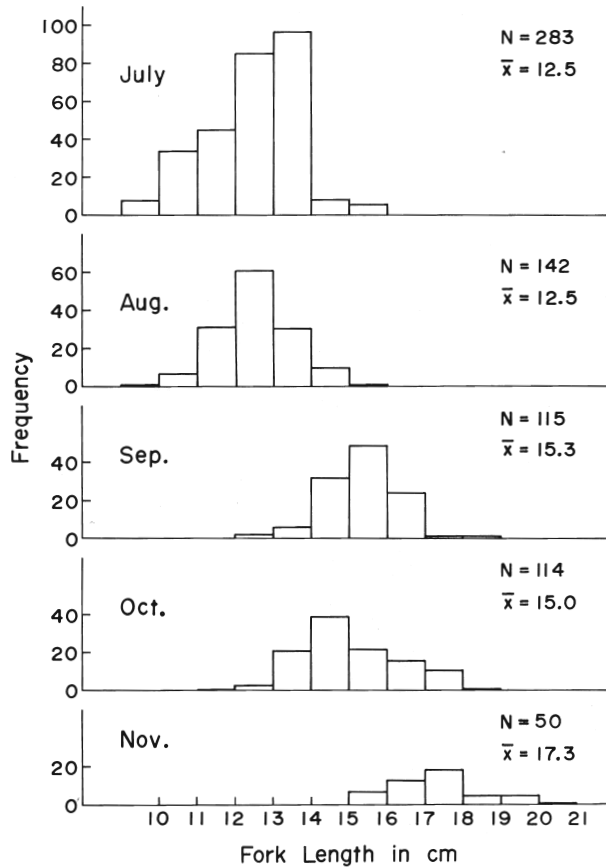 100
80
60
40
20
0
July
N = 283
x̄ = 12.5
60
40
20
0
Aug.
N = 142
x̄ = 12.5
Frequency
40
20
0
Sep.
N = 115
x̄ = 15.3
40
20
0
Oct.
N = 114
x̄ = 15.0
20
0
Nov.
N = 50
x̄ = 17.3
10 11 12 13 14 15 16 17 18 19 20 21
Fork Length in cm